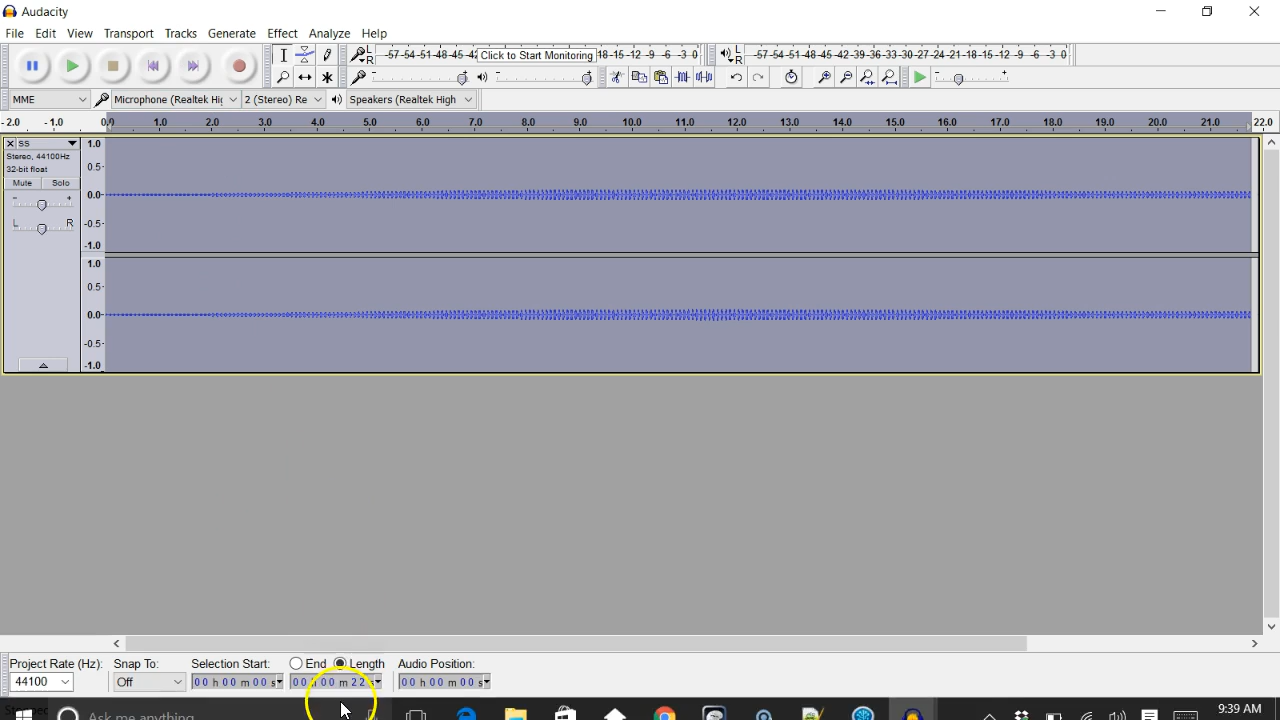 Audacity
File Edit View Transport Tracks Generate Effect Analyze Help
L R -57-54-51-48-45-42 Click to Start Monitoring 18-15-12 -9 -6 -3 0 L R -57-54-51-48-45-42-39-36-33-30-27-24-21-18-15-12 -9 -6 -3 0
MME Microphone (Realtek Hig 2 (Stereo) Re Speakers (Realtek High
-2.0 -1.0 0.0 1.0 2.0 3.0 4.0 5.0 6.0 7.0 8.0 9.0 10.0 11.0 12.0 13.0 14.0 15.0 16.0 17.0 18.0 19.0 20.0 21.0 22.0
X SS 1.0
Stereo, 44100Hz
32-bit float 0.5-
Mute Solo
- + 0.0-
L R -0.5-
-1.0
1.0
0.5-
0.0-
-0.5-
-1.0
Project Rate (Hz): Snap To: Selection Start: End Length Audio Position:
44100 Off 00 h 00 m 00 s 00 h 00 m 22 s 00 h 00 m 00 s
Ask me anything 9:39 AM